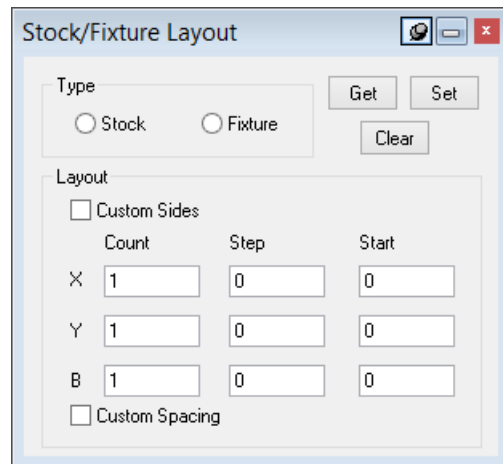 Stock/Fixture Layout
Type
Get Set
Stock Fixture
Clear
Layout
Custom Sides
Count Step Start
X 1 0 0
Y 1 0 0
B 1 0 0
Custom Spacing